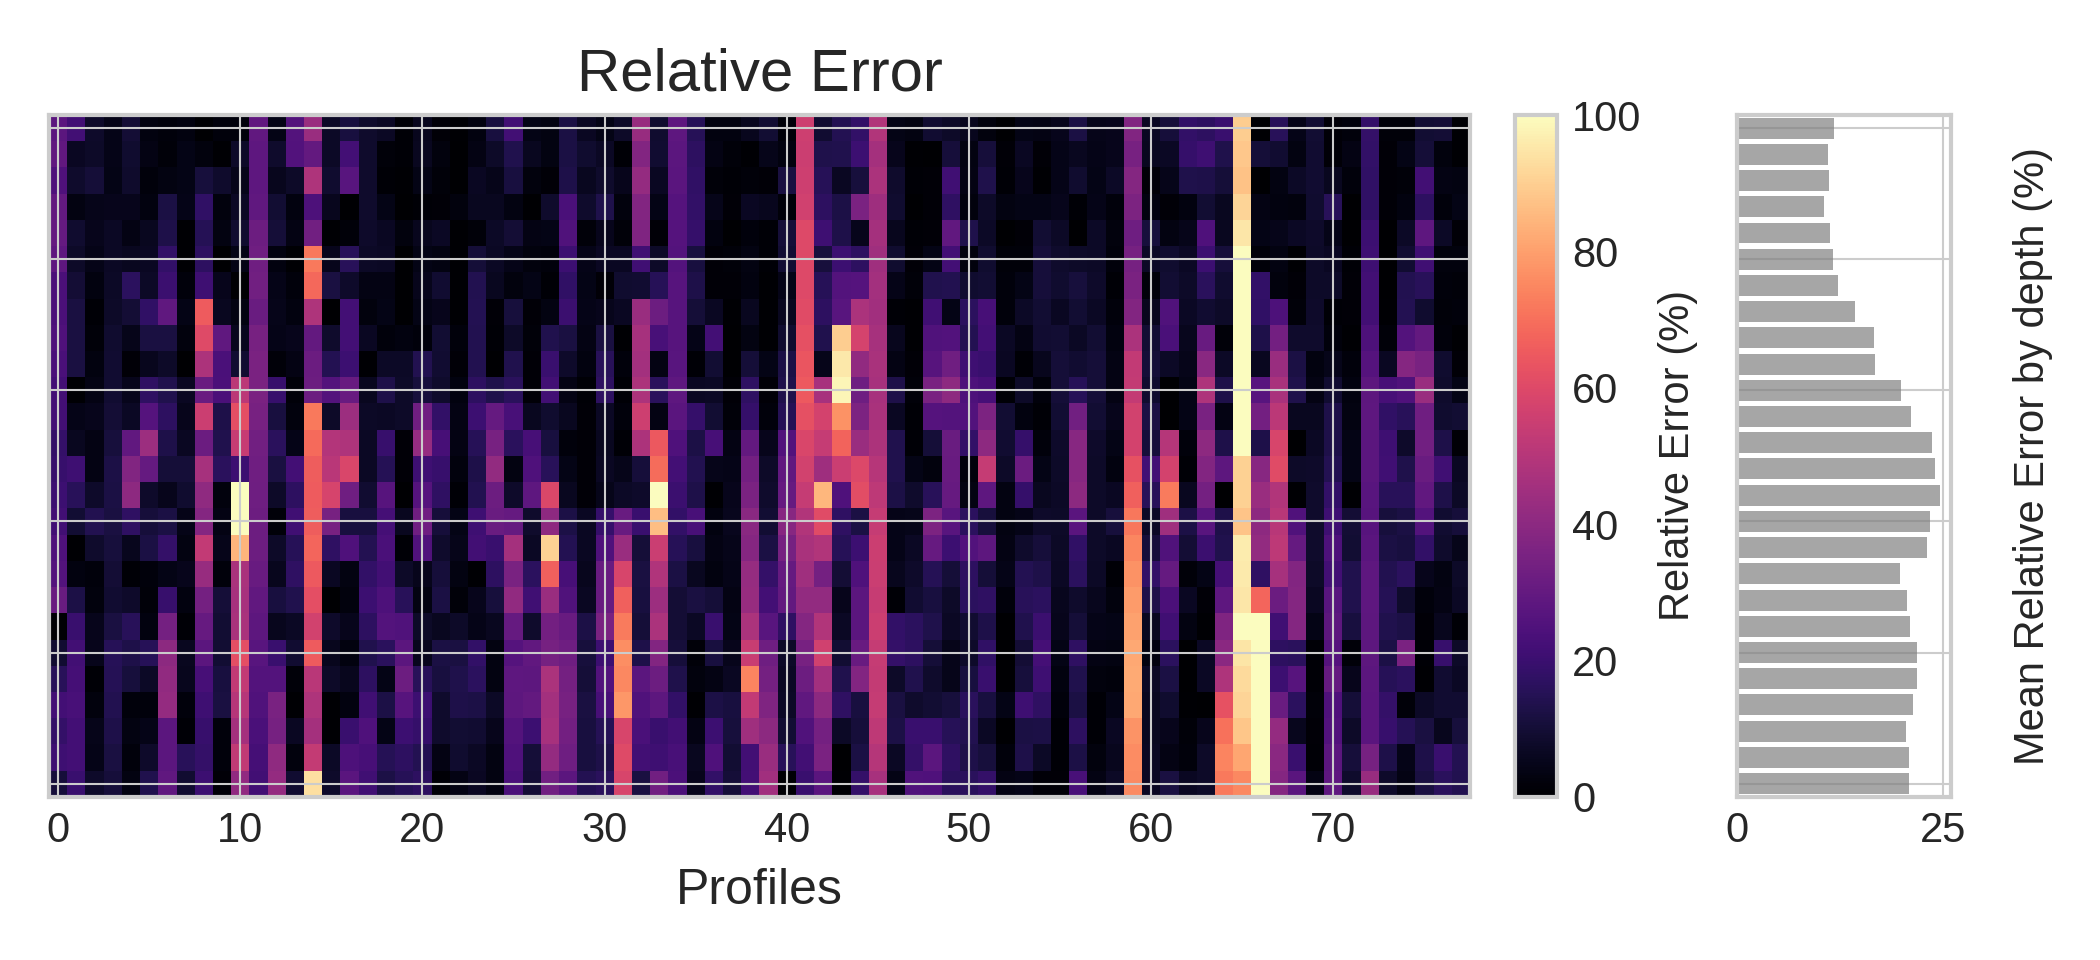 Relative Error
100
80
60
40
20
0
Relative Error (%)
0 10 20 30 40 50 60 70
Profiles
0 25
Mean Relative Error by depth (%)